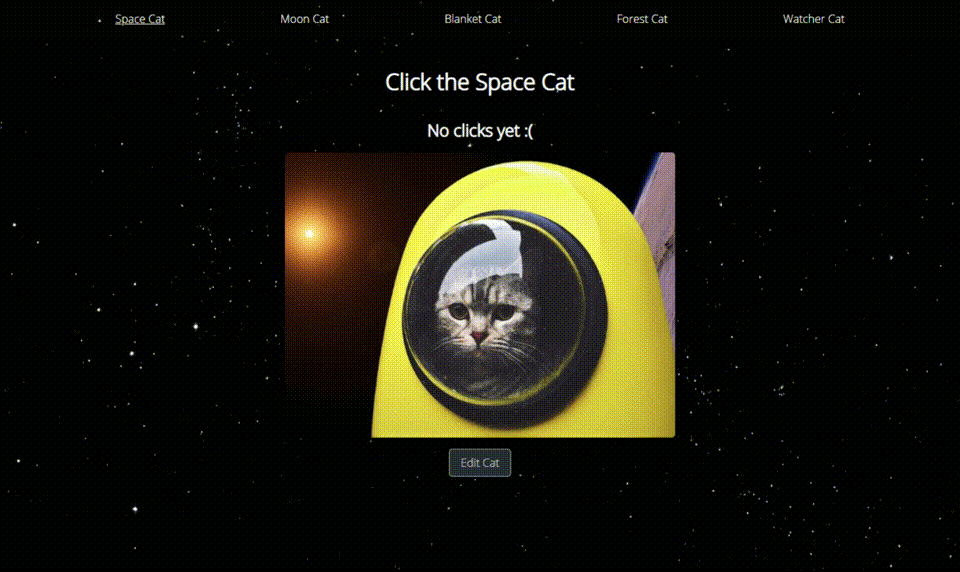 Space Cat
Moon Cat
Blanket Cat
Forest Cat
Watcher Cat
Click the Space Cat
No clicks yet :(
Edit Cat